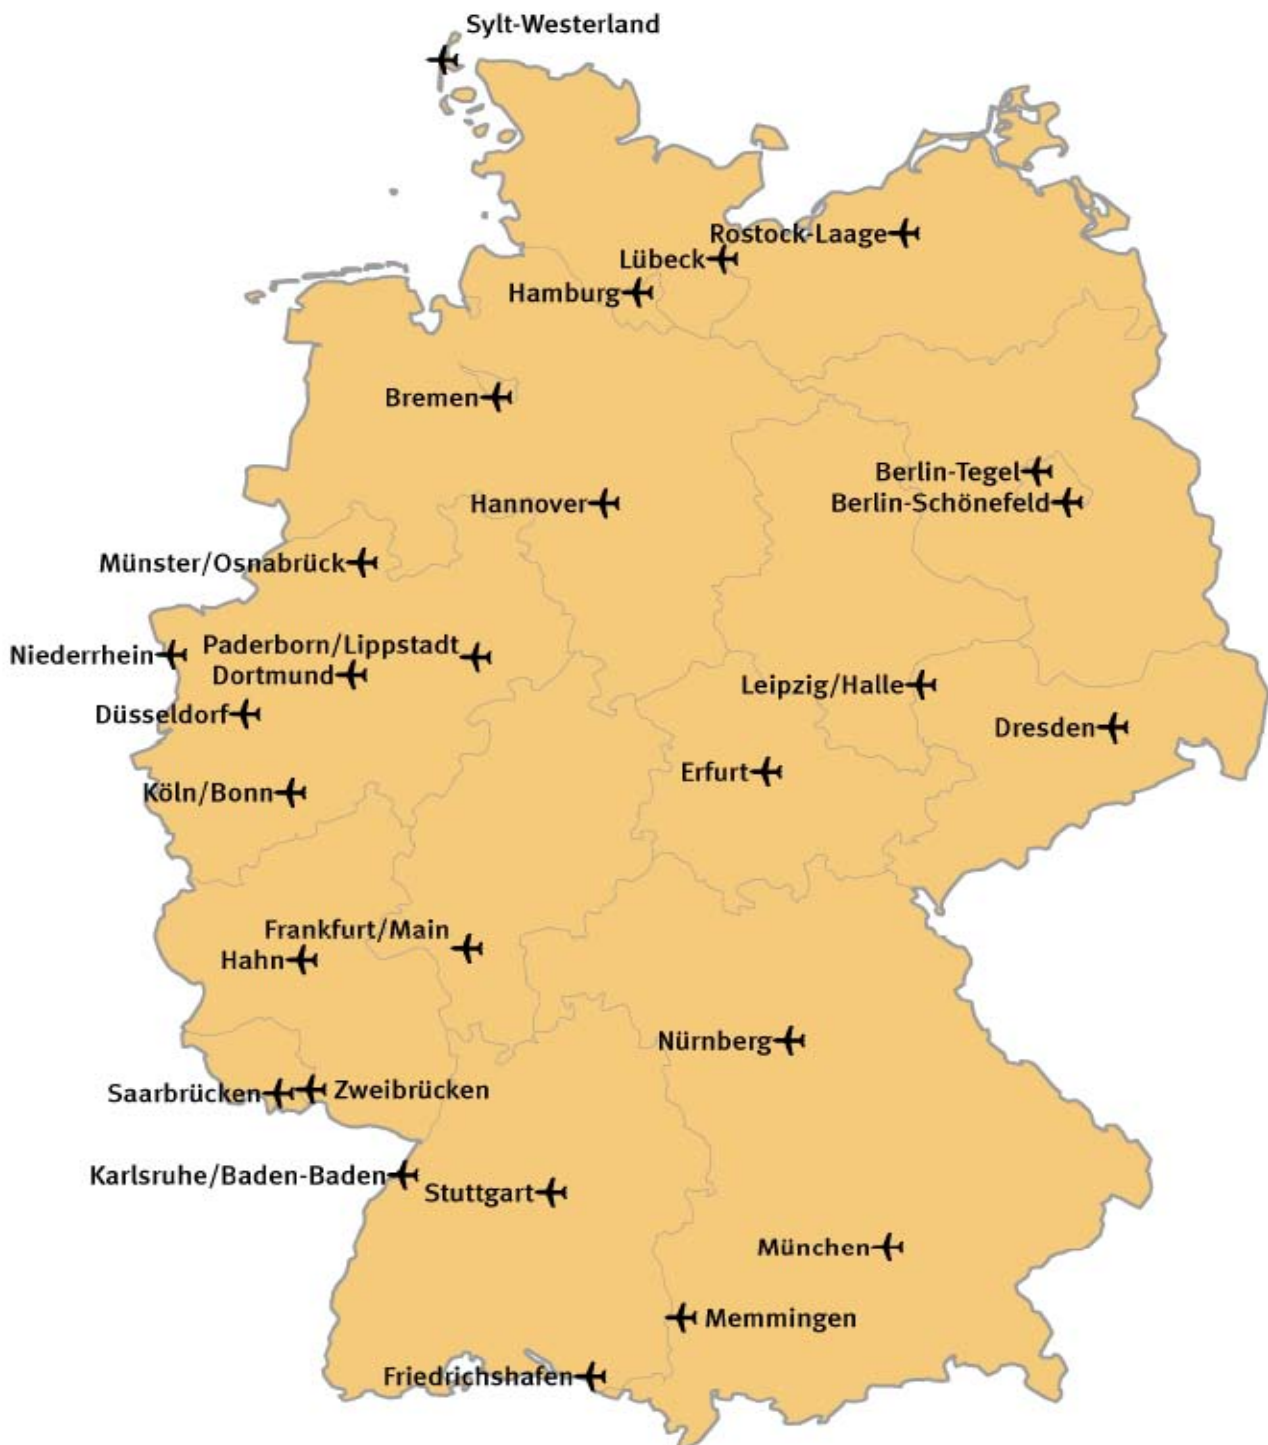 Sylt-Westerland
Rostock-Laage
Lübeck
Hamburg
Bremen
Berlin-Tegel
Berlin-Schönefeld
Hannover
Münster/Osnabrück
Paderborn/Lippstadt
Niederrhein
Dortmund
Leipzig/Halle
Düsseldorf
Dresden
Erfurt
Köln/Bonn
Frankfurt/Main
Hahn
Nürnberg
Saarbrücken
Zweibrücken
Karlsruhe/Baden-Baden
Stuttgart
München
Memmingen
Friedrichshafen